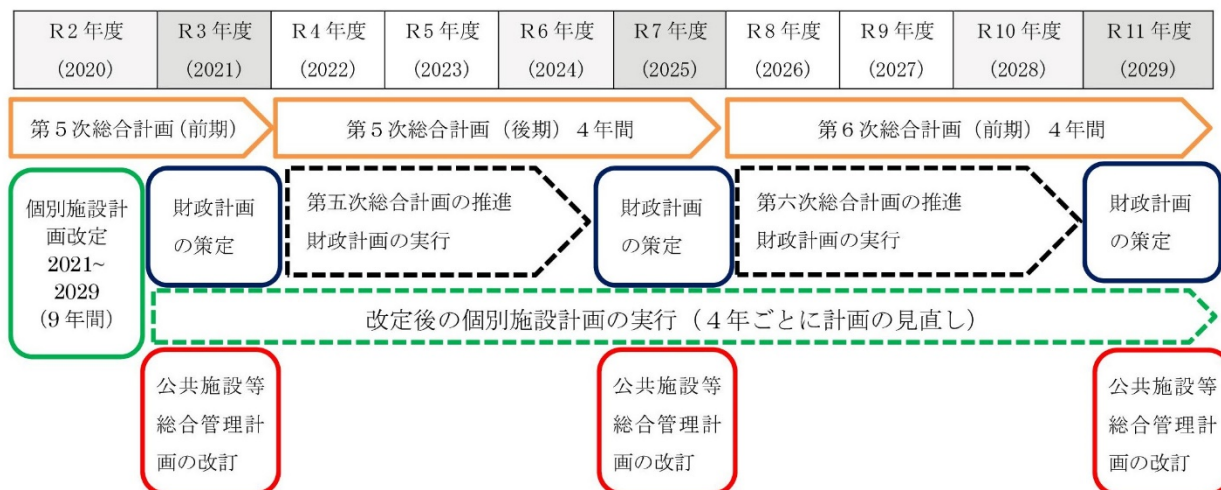 R２年度 R３年度 R４年度 R５年度 R６年度 R７年度 R８年度 R９年度 R10年度 R11年度
(2020) (2021) (2022) (2023) (2024) (2025) (2026) (2027) (2028) (2029)
第５次総合計画(前期) 第５次総合計画（後期）４年間 第６次総合計画（前期）４年間
個別施設計
画改定
2021~
2029
(９年間)
財政計画
の策定
第五次総合計画の推進
財政計画の実行
財政計画
の策定
第六次総合計画の推進
財政計画の実行
財政計画
の策定
改定後の個別施設計画の実行（４年ごとに計画の見直し）
公共施設等
総合管理計
画の改訂
公共施設等
総合管理計
画の改訂
公共施設等
総合管理計
画の改訂